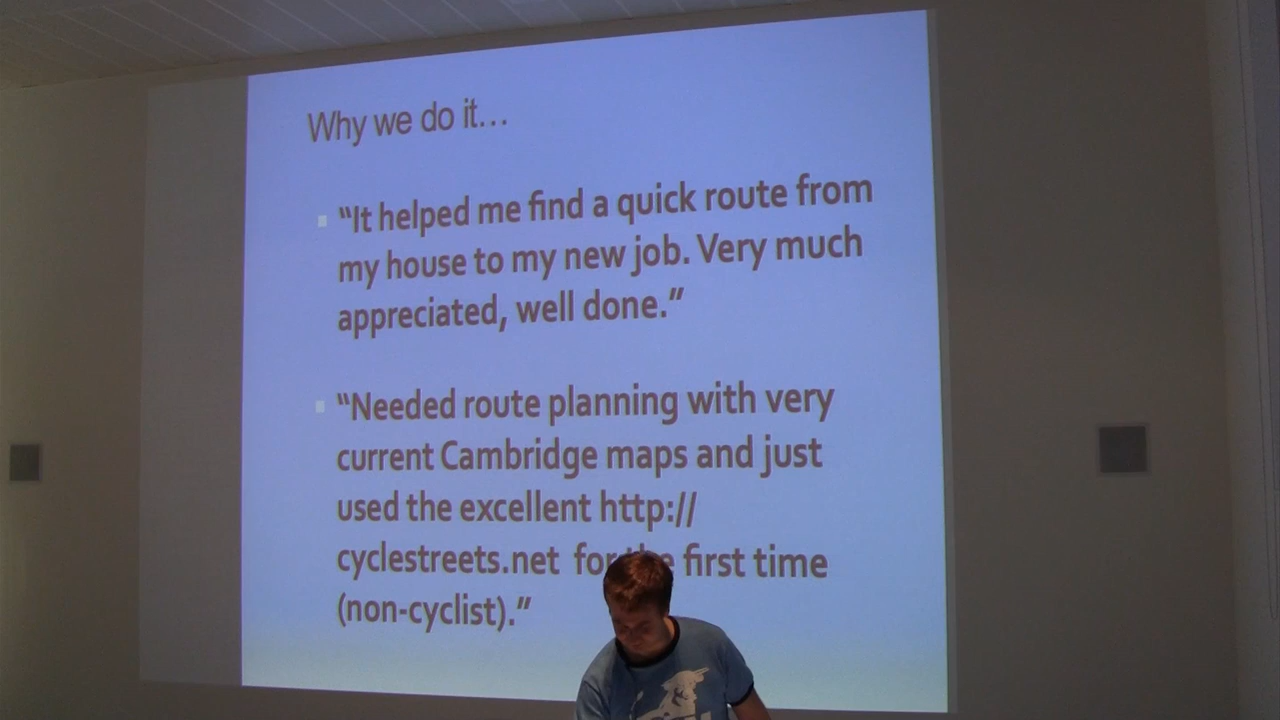 Why we do it…
“It helped me find a quick route from
my house to my new job. Very much
appreciated, well done.”
“Needed route planning with very
current Cambridge maps and just
used the excellent http://
cyclestreets.net for the first time
(non-cyclist).”